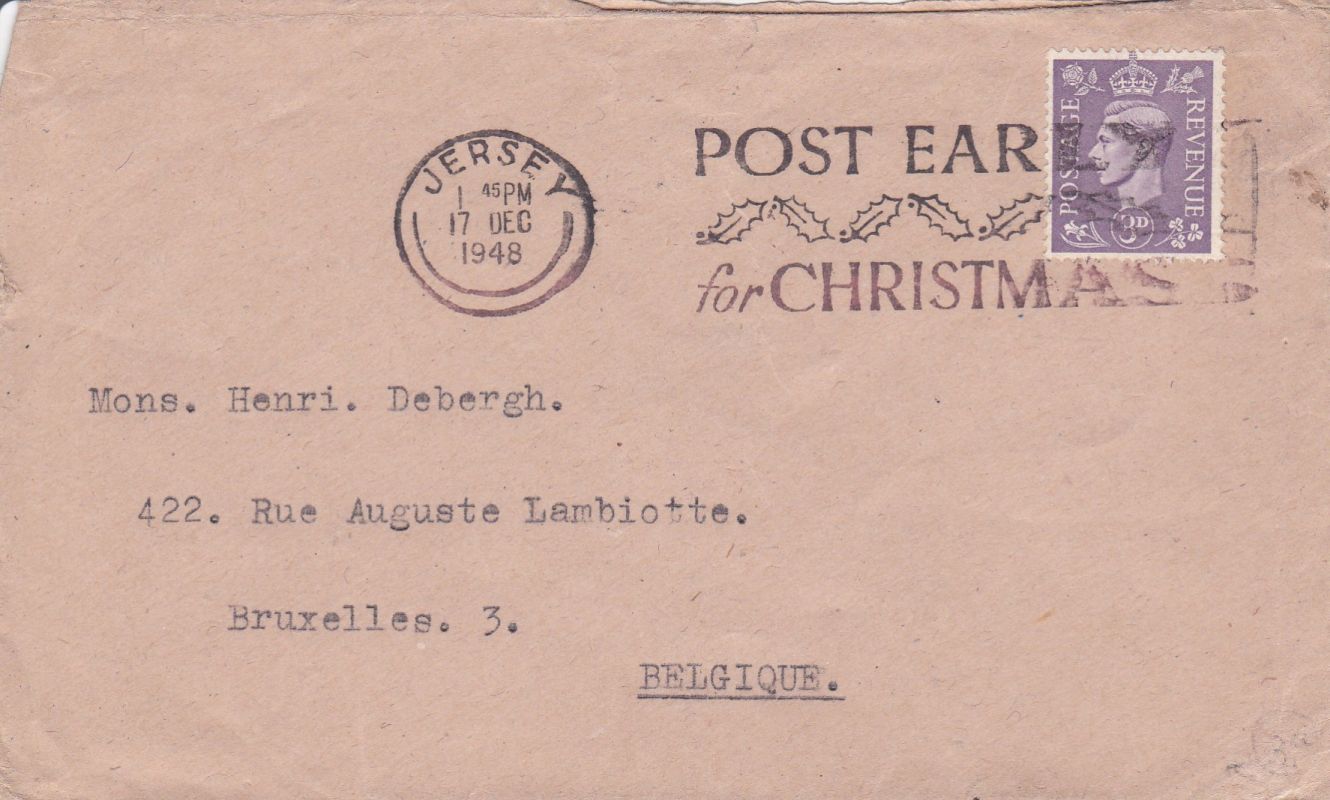 JERSEY
1 45PM
17 DEC
1948
POST EARLY
for CHRISTMAS
POSTAGE REVENUE
3D
Mons. Henri. Debergh.
422. Rue Auguste Lambiotte.
Bruxelles. 3.
BELGIQUE.